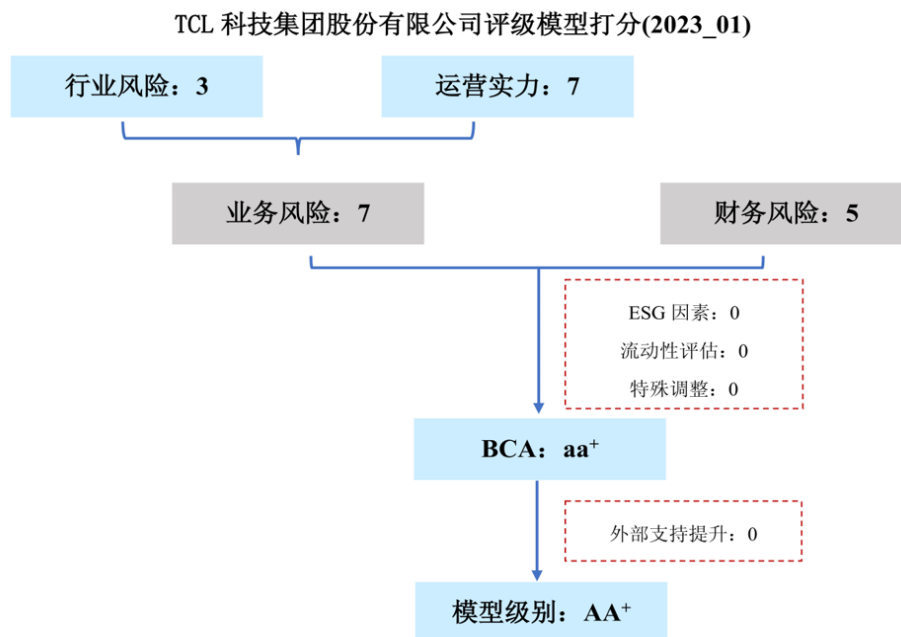 TCL 科技集团股份有限公司评级模型打分(2023_01)
行业风险：3
运营实力：7
业务风险：7
财务风险：5
ESG 因素：0
流动性评估：0
特殊调整：0
BCA：aa⁺
外部支持提升：0
模型级别：AA⁺